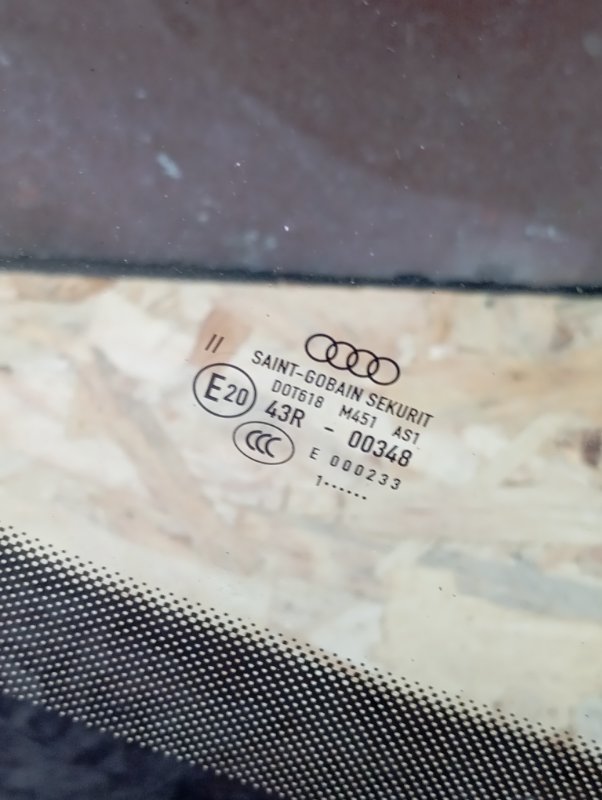 II
SAINT-GOBAIN SEKURIT
DOT618 M451 AS1
E20 43R - 00348
CCC E 000233
1······